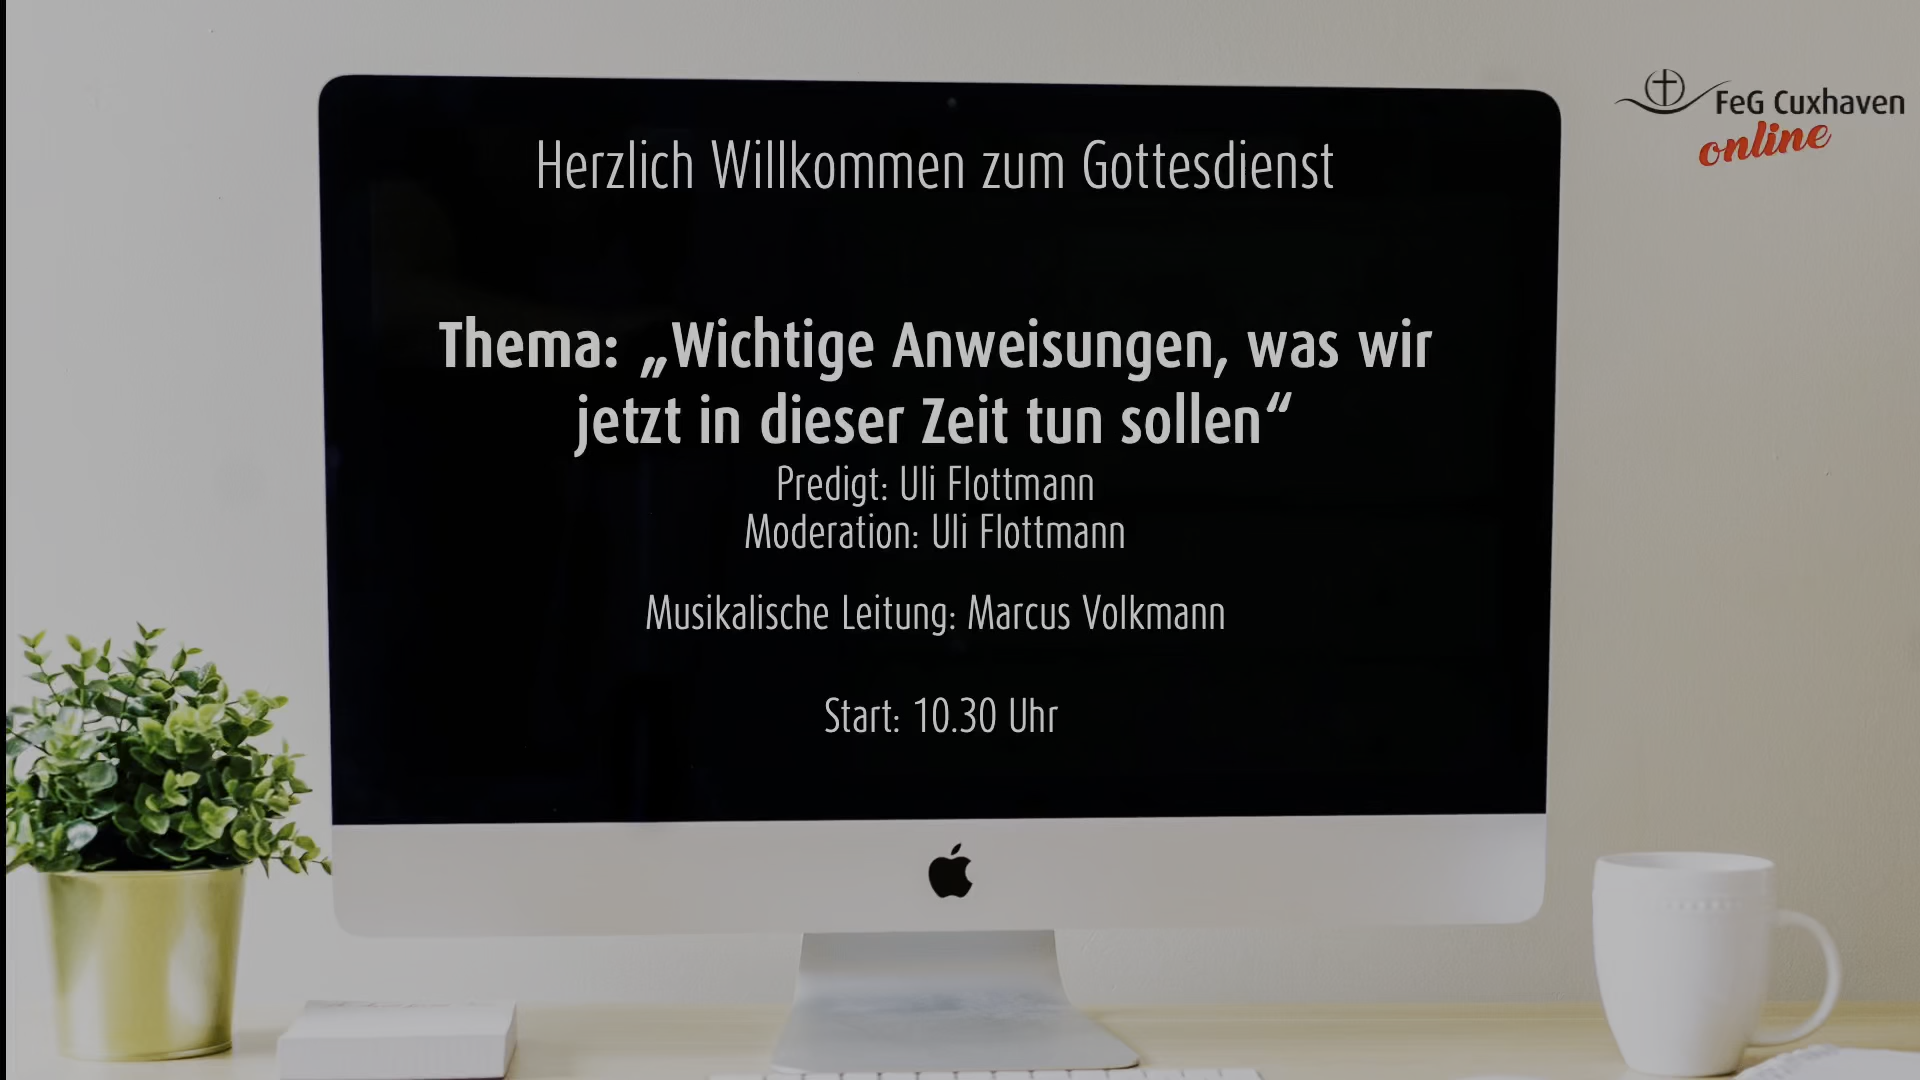 FeG Cuxhaven
online
Herzlich Willkommen zum Gottesdienst
Thema: „Wichtige Anweisungen, was wir
jetzt in dieser Zeit tun sollen“
Predigt: Uli Flottmann
Moderation: Uli Flottmann
Musikalische Leitung: Marcus Volkmann
Start: 10.30 Uhr